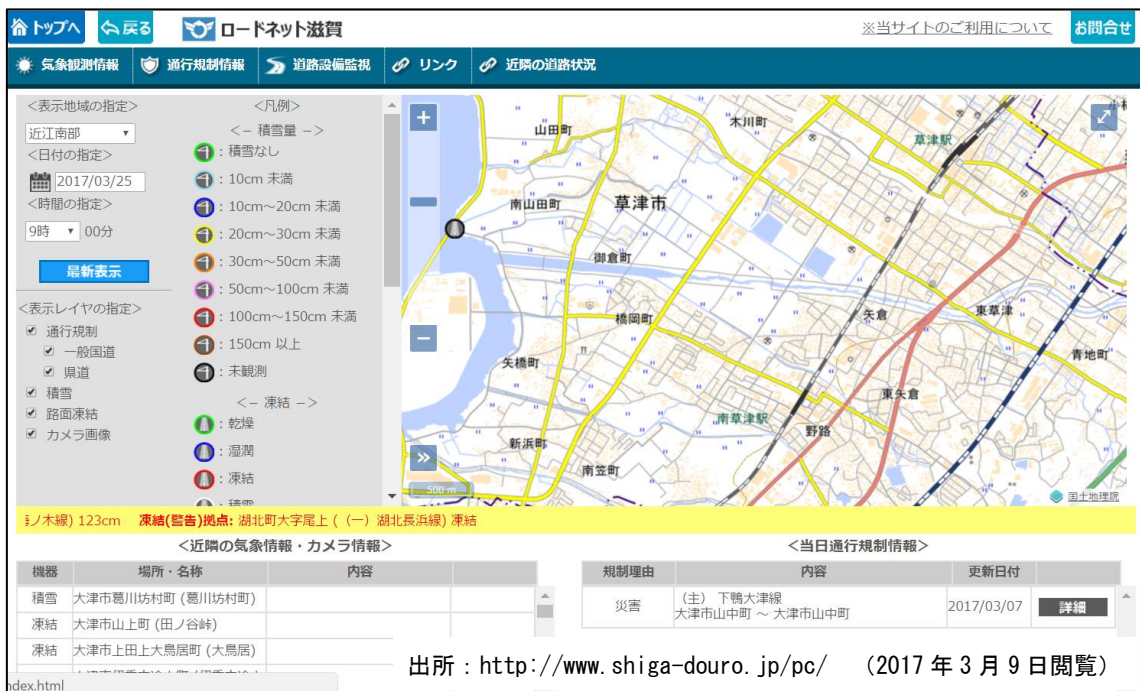 トップへ
戻る
ロードネット滋賀
※当サイトのご利用について
お問合せ
気象観測情報
通行規制情報
道路設備監視
リンク
近隣の道路状況
<表示地域の指定>
近江南部
<日付の指定>
2017/03/25
<時間の指定>
9時 00分
最新表示
<表示レイヤの指定>
通行規制
一般国道
県道
積雪
路面凍結
カメラ画像
<凡例>
<- 積雪量 ->
:積雪なし
:10cm 未満
:10cm~20cm 未満
:20cm~30cm 未満
:30cm~50cm 未満
:50cm~100cm 未満
:100cm~150cm 未満
:150cm 以上
:未観測
<- 凍結 ->
:乾燥
:湿潤
:凍結
:積雪
山田町
木川町
草津駅
南山田町
草津市
御倉町
橋岡町
矢倉
東草津
青地町
矢橋町
東矢倉
南草津駅
野路
新浜町
南笠町
500 m
国土地理院
ノ木線) 123cm 凍結(警告)拠点: 湖北町大字尾上 ( (一) 湖北長浜線) 凍結
<近隣の気象情報・カメラ情報>
機器 場所・名称 内容
積雪 大津市葛川坊村町 (葛川坊村町)
凍結 大津市山上町 (田ノ谷峠)
凍結 大津市上田上大鳥居町 (大鳥居)
<当日通行規制情報>
規制理由 内容 更新日付
災害 (主) 下鴨大津線
大津市山中町 ~ 大津市山中町 2017/03/07 詳細
出所:http://www.shiga-douro.jp/pc/ (2017年3月9日閲覧)
ndex.html